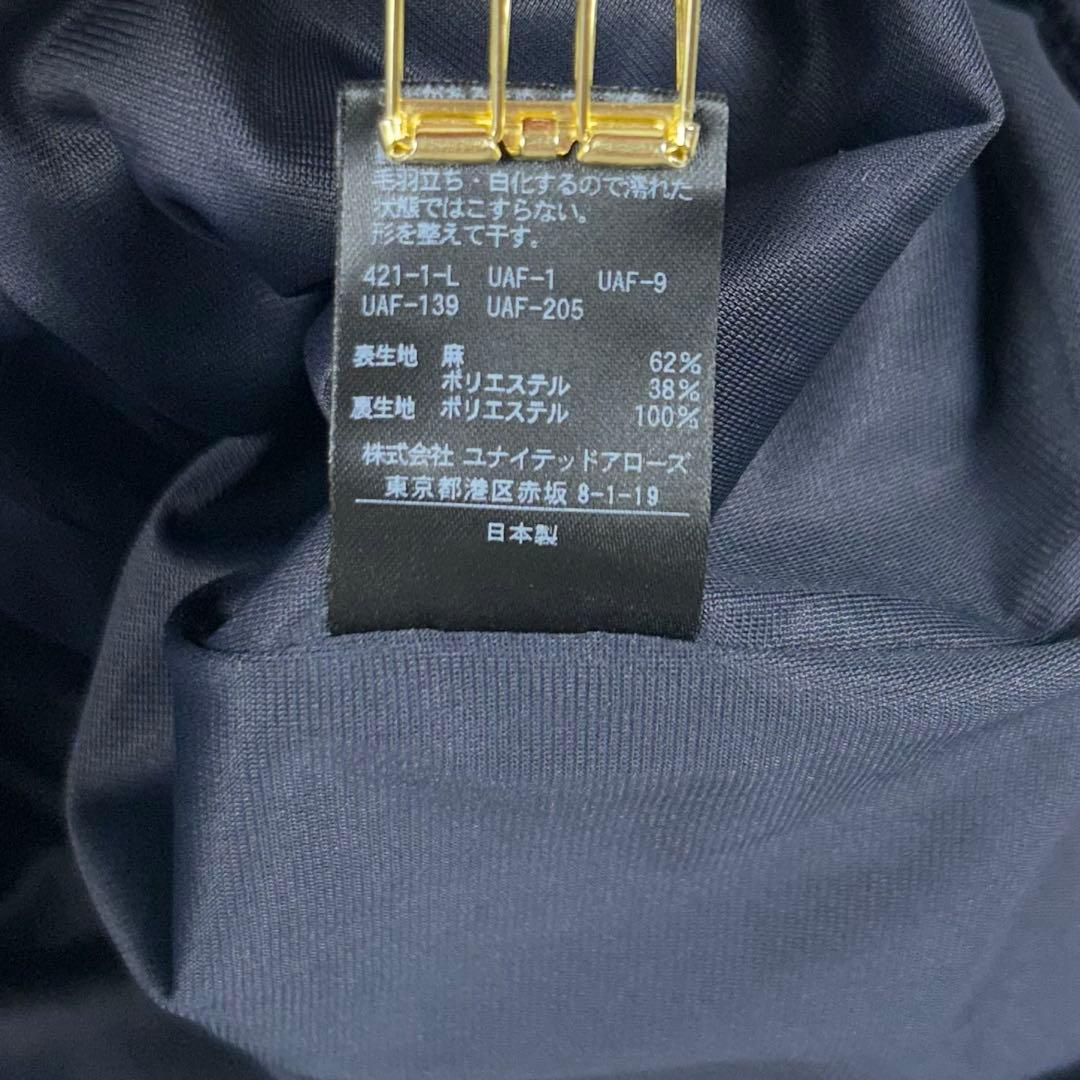 毛羽立ち・白化するので濡れた
状態ではこすらない。
形を整えて干す。
421-1-L UAF-1 UAF-9
UAF-139 UAF-205
表生地 麻 62%
ポリエステル 38%
裏生地 ポリエステル 100%
株式会社 ユナイテッドアローズ
東京都港区赤坂 8-1-19
日本製